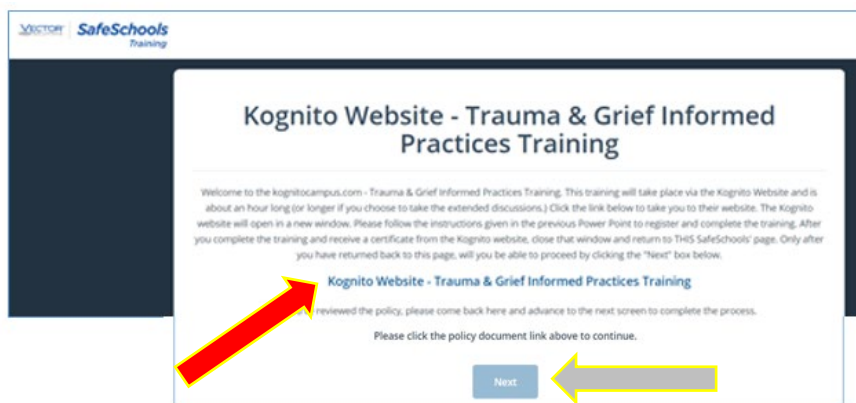 VECTOR SafeSchools
Training
Kognito Website - Trauma & Grief Informed
Practices Training
Welcome to the kognitocampus.com - Trauma & Grief Informed Practices Training. This training will take place via the Kognito Website and is
about an hour long (or longer if you choose to take the extended discussions.) Click the link below to take you to their website. The Kognito
website will open in a new window. Please follow the instructions given in the previous Power Point to register and complete the training. After
you complete the training and receive a certificate from the Kognito website, close that window and return to THIS SafeSchools' page. Only after
you have returned back to this page, will you be able to proceed by clicking the "Next" box below.
Kognito Website - Trauma & Grief Informed Practices Training
reviewed the policy, please come back here and advance to the next screen to complete the process.
Please click the policy document link above to continue.
Next